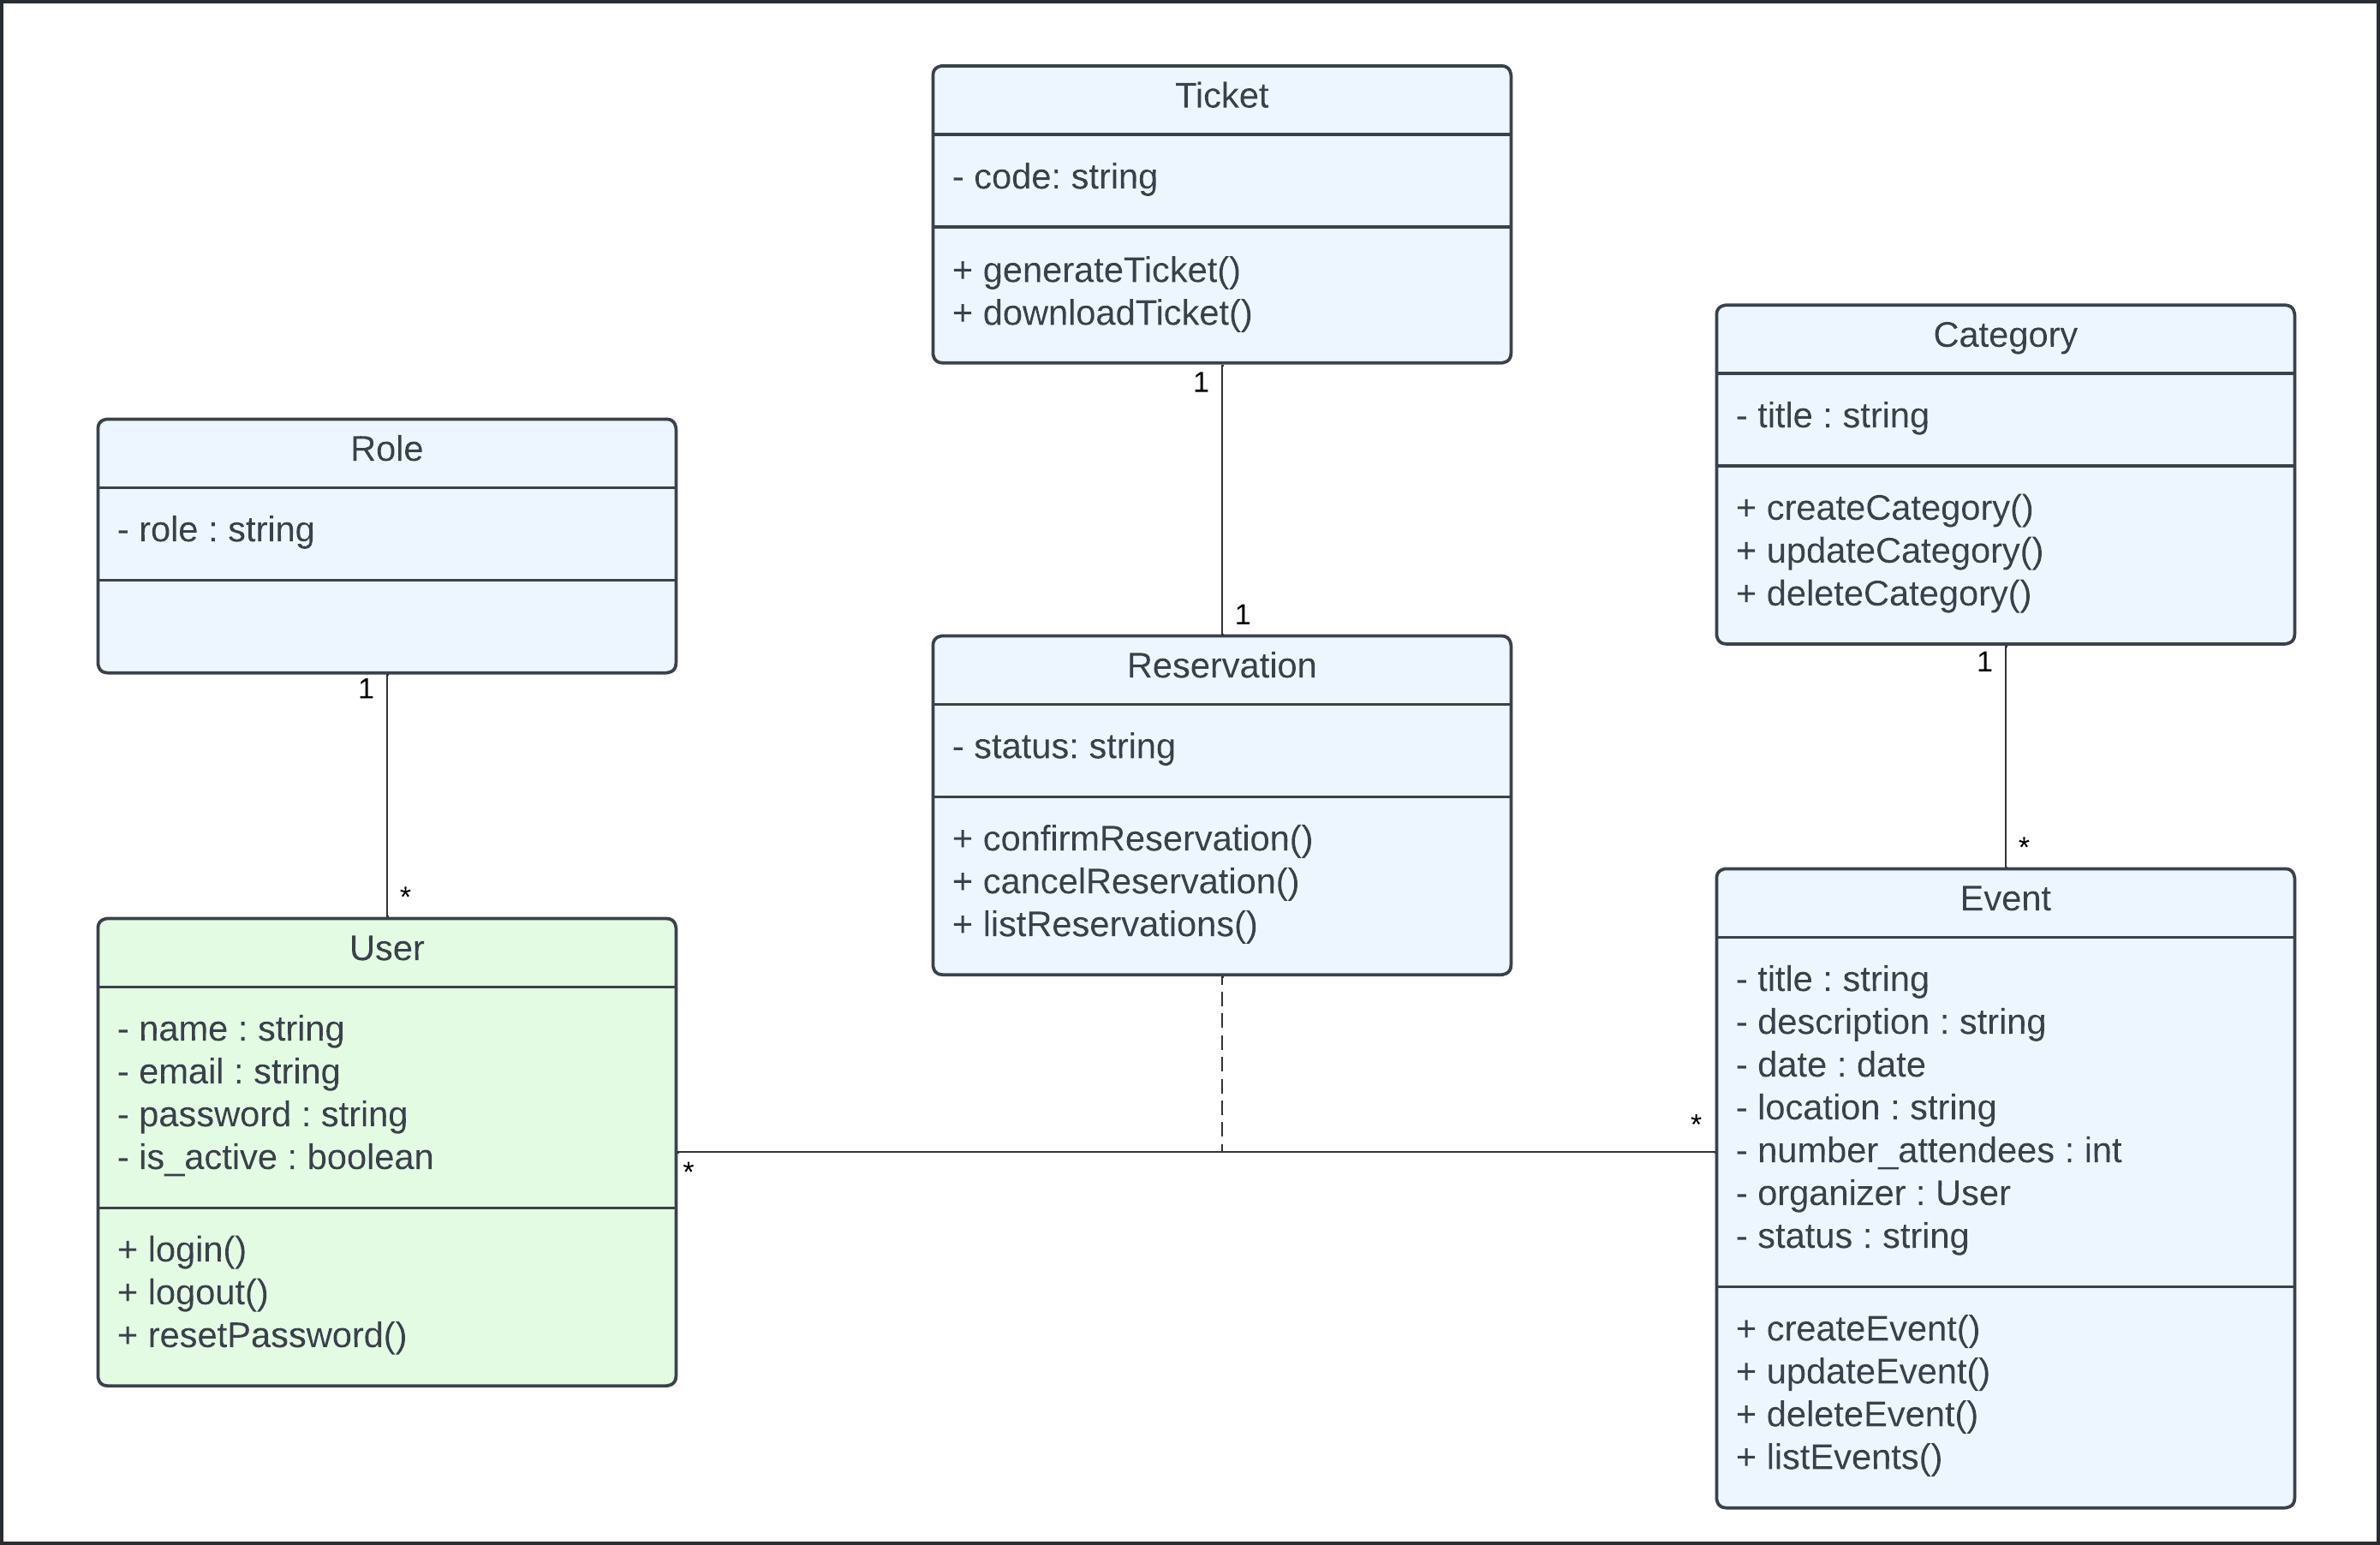 Ticket
- code: string
+ generateTicket()
+ downloadTicket()
1
1
Role
- role : string
1
*
User
- name : string
- email : string
- password : string
- is_active : boolean
+ login()
+ logout()
+ resetPassword()
*
Reservation
- status: string
+ confirmReservation()
+ cancelReservation()
+ listReservations()
Category
- title : string
+ createCategory()
+ updateCategory()
+ deleteCategory()
1
*
*
Event
- title : string
- description : string
- date : date
- location : string
- number_attendees : int
- organizer : User
- status : string
+ createEvent()
+ updateEvent()
+ deleteEvent()
+ listEvents()